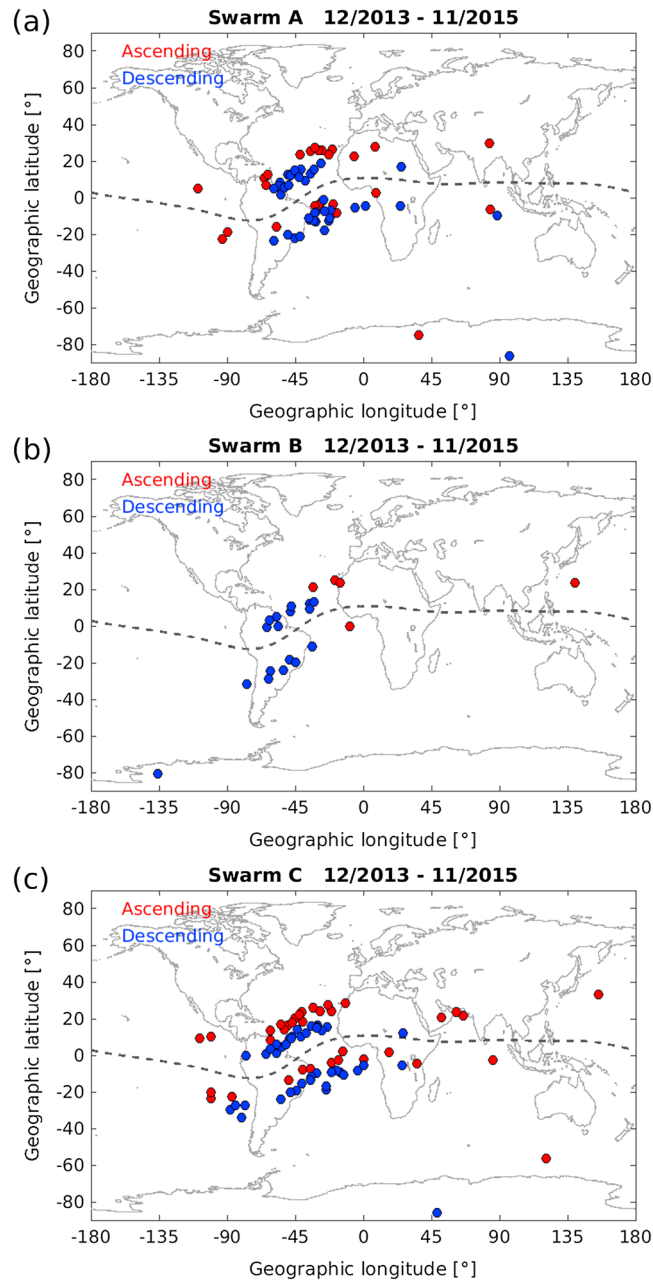 (a)
Swarm A 12/2013 - 11/2015
Ascending
Descending
Geographic latitude [°]
80
60
40
20
0
-20
-40
-60
-80
-180 -135 -90 -45 0 45 90 135 180
Geographic longitude [°]
(b)
Swarm B 12/2013 - 11/2015
Ascending
Descending
Geographic latitude [°]
80
60
40
20
0
-20
-40
-60
-80
-180 -135 -90 -45 0 45 90 135 180
Geographic longitude [°]
(c)
Swarm C 12/2013 - 11/2015
Ascending
Descending
Geographic latitude [°]
80
60
40
20
0
-20
-40
-60
-80
-180 -135 -90 -45 0 45 90 135 180
Geographic longitude [°]